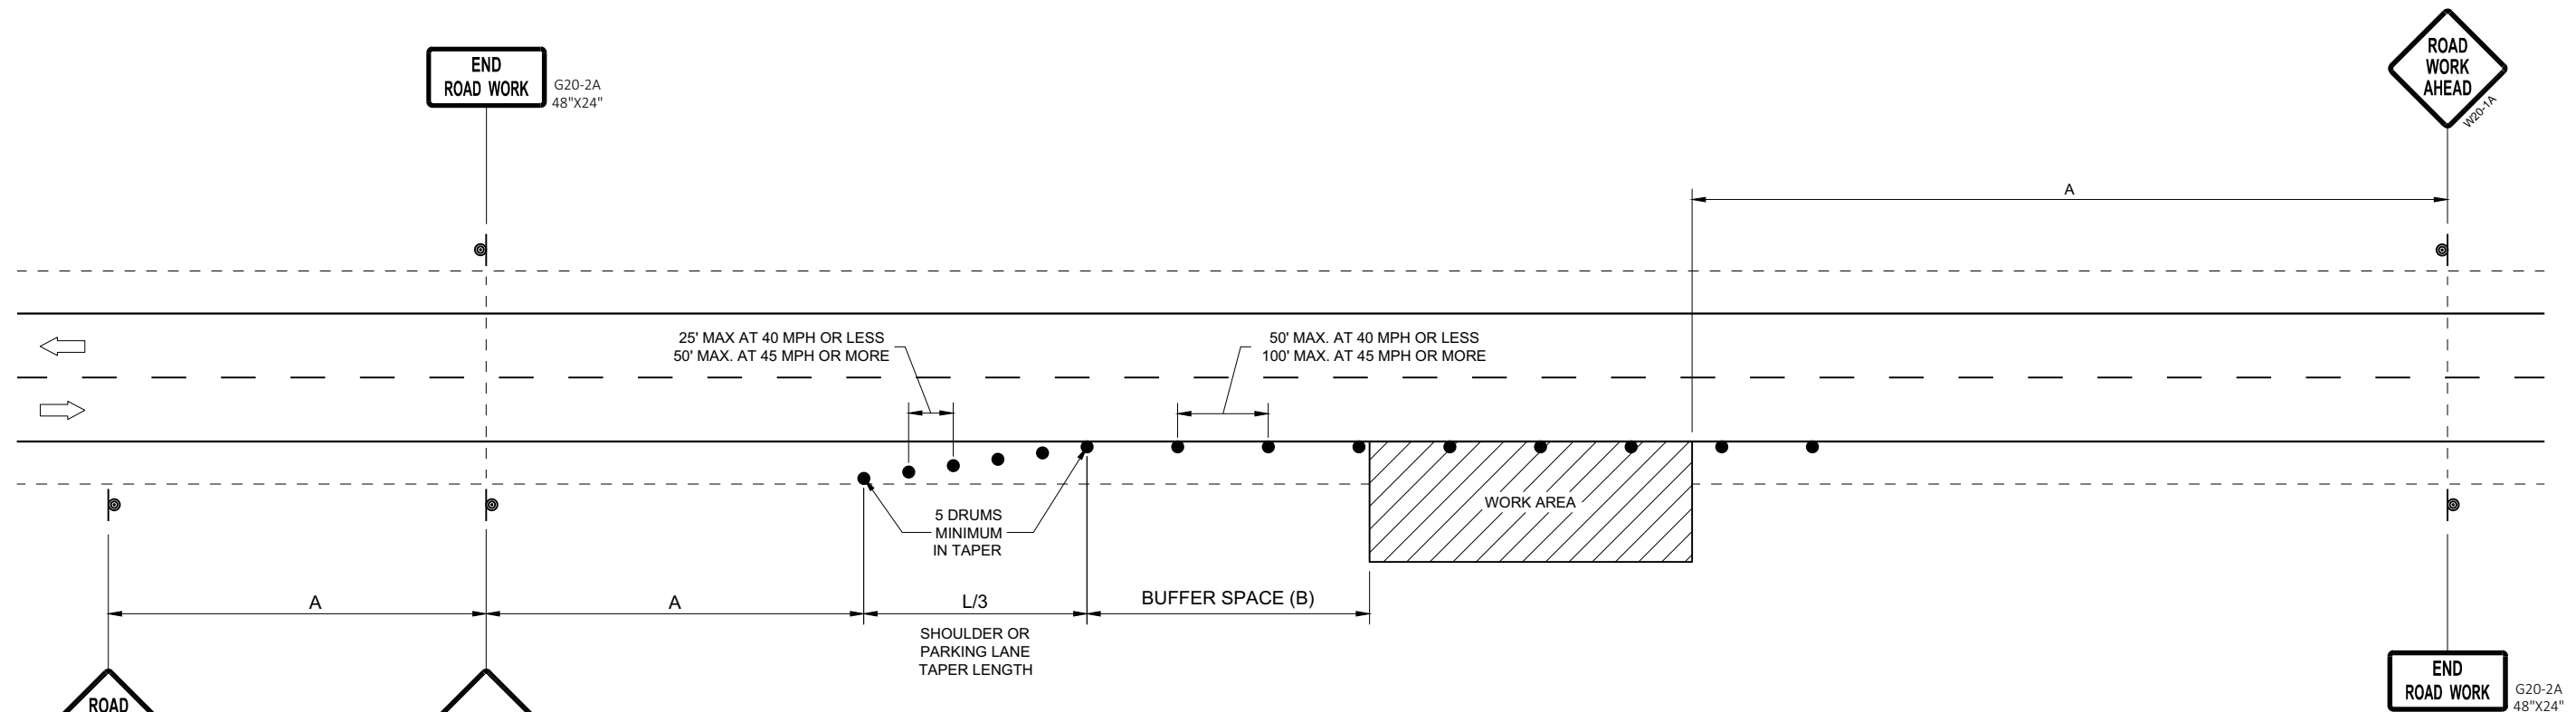 END
ROAD WORK
G20-2A
48"X24"
ROAD
WORK
AHEAD
W20-1A
A
25' MAX AT 40 MPH OR LESS
50' MAX. AT 45 MPH OR MORE
50' MAX. AT 40 MPH OR LESS
100' MAX. AT 45 MPH OR MORE
5 DRUMS
MINIMUM
IN TAPER
WORK AREA
A
A
L/3
BUFFER SPACE (B)
SHOULDER OR
PARKING LANE
TAPER LENGTH
ROAD
END
ROAD WORK
G20-2A
48"X24"